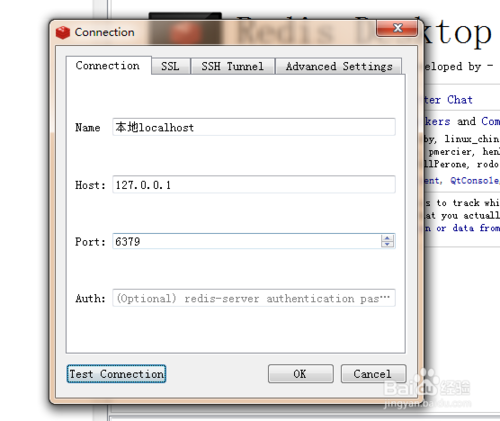 Redis Desktop
Connection
Connection
SSL
SSH Tunnel
Advanced Settings
Name
本地localhost
Host:
127.0.0.1
Port:
6379
Auth:
(Optional) redis-server authentication pas…
Test Connection
OK
Cancel
eloped by -
ter Chat
kers and Com
by, linux_chin
pmercier, henk
llPerone, rodo
ent, QtConsole,
s to track whi
at you actuall
n or data from
Baidu 经验
jingyan.baidu.com